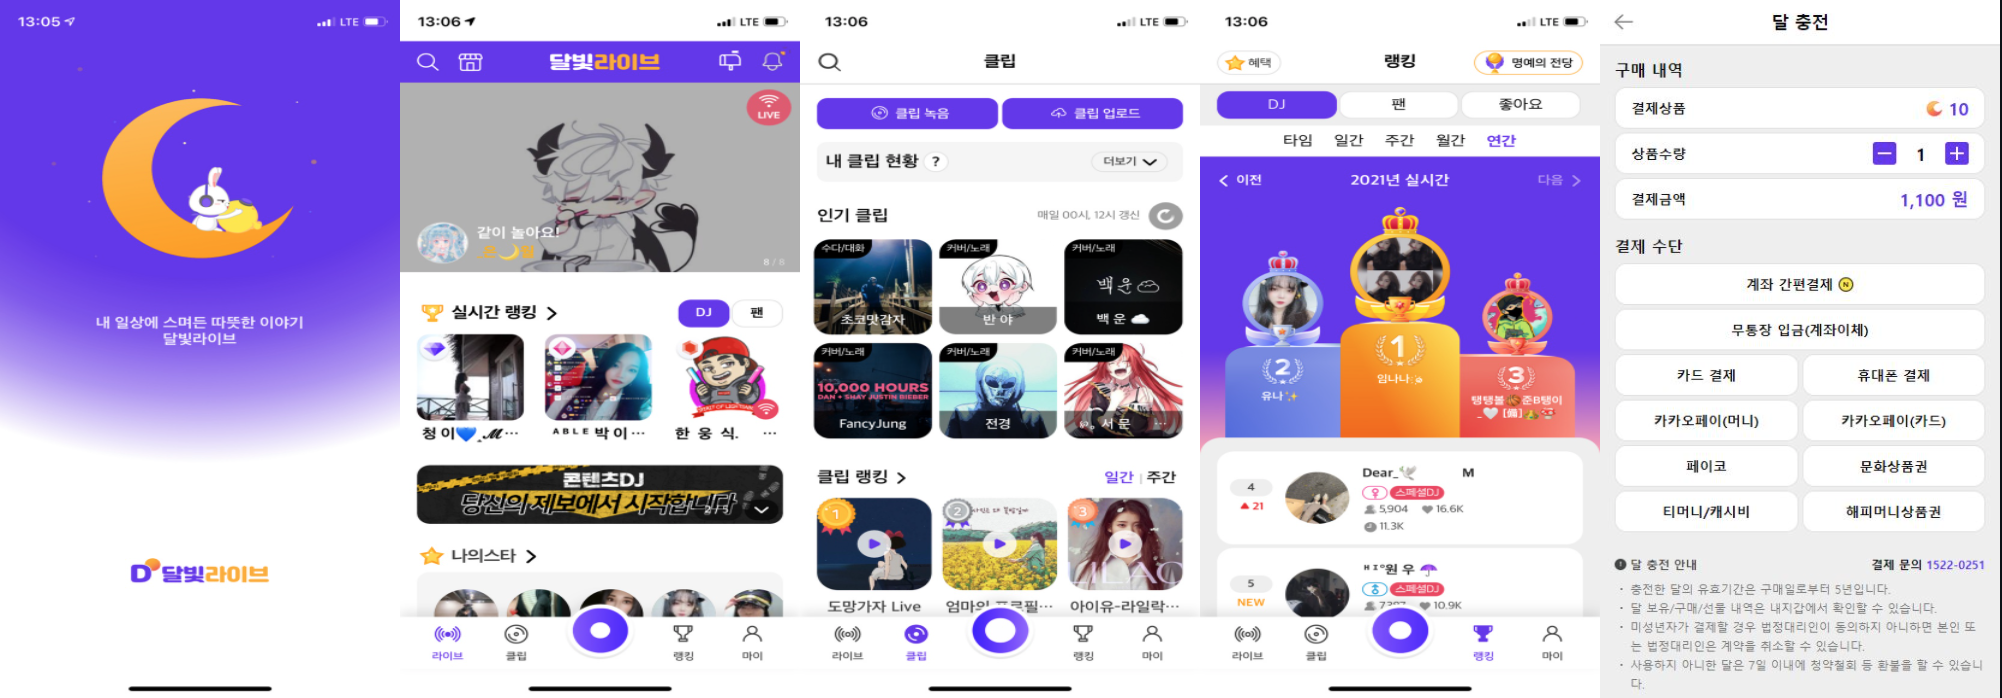 13:05
LTE
내 일상에 스며든 따뜻한 이야기
달빛라이브
D 달빛라이브
13:06
LTE
달빛라이브
LIVE
같이 놀아요!
은🌙월
8 / 8
실시간 랭킹 >
DJ
팬
청이💙
ABLE 박이…
한 웅 식. …
콘텐츠DJ
당신의 제보에서 시작합니다
2 / 5
나의스타 >
라이브
클립
랭킹
마이
13:06
LTE
클립
클립 녹음
클립 업로드
내 클립 현황 ?
더보기
인기 클립
매일 00시, 12시 갱신
수다/대화
커버/노래
커버/노래
백운
초코맛감자
반 야
백 운 ☁
커버/노래
커버/노래
커버/노래
10,000 HOURS
DAN + SHAY JUSTIN BIEBER
FancyJung
전경
서 문 …
클립 랭킹 >
일간 | 주간
1
2
3
LILAC
도망가자 Live
엄마의 프로필…
아이유-라일락…
라이브
클립
랭킹
마이
13:06
LTE
혜택
랭킹
명예의 전당
DJ
팬
좋아요
타임
일간
주간
월간
연간
< 이전
2021년 실시간
다음 >
1
임나나
2
유나
3
탱탱볼🏀준B탱이
4
▲ 21
Dear_🕊
M
스페셜DJ
5,904
16.6K
11.3K
5
NEW
ᴴᴵ°원 우 ☂
스페셜DJ
10.9K
라이브
클립
랭킹
마이
← 달 충전
구매 내역
결제상품
10
상품수량
− 1 +
결제금액
1,100 원
결제 수단
계좌 간편결제 N
무통장 입금(계좌이체)
카드 결제
휴대폰 결제
카카오페이(머니)
카카오페이(카드)
페이코
문화상품권
티머니/캐시비
해피머니상품권
달 충전 안내
결제 문의 1522-0251
· 충전한 달의 유효기간은 구매일로부터 5년입니다.
· 달 보유/구매/선물 내역은 내지갑에서 확인할 수 있습니다.
· 미성년자가 결제할 경우 법정대리인이 동의하지 아니하면 본인 또
는 법정대리인은 계약을 취소할 수 있습니다.
· 사용하지 아니한 달은 7일 이내에 청약철회 등 환불을 할 수 있습니
다.